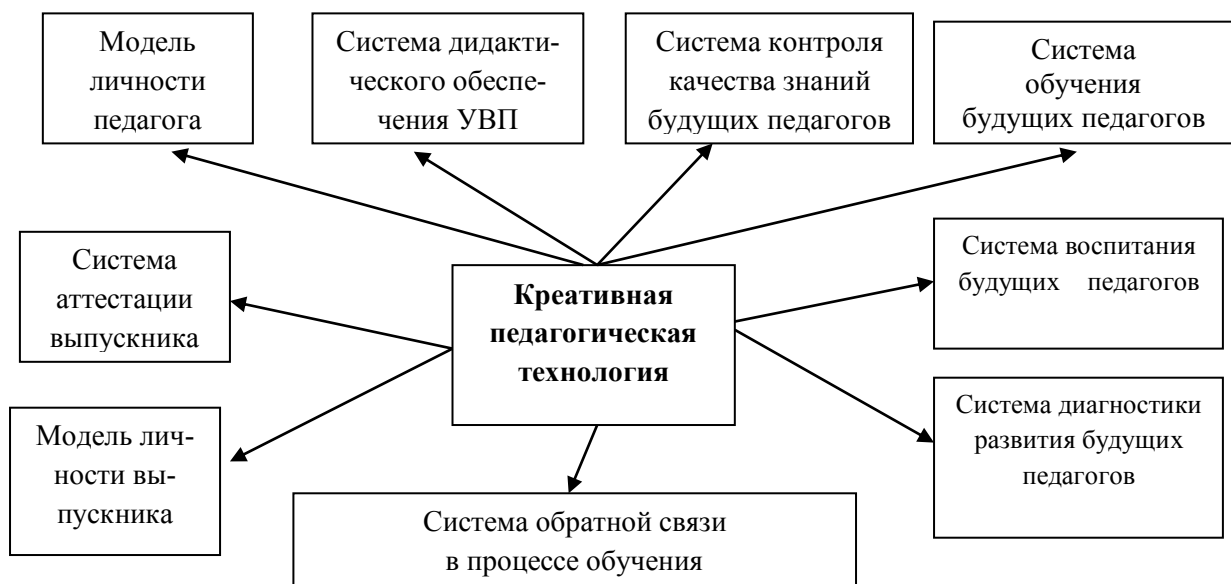 Модель
личности
педагога
Система дидакти-
ческого обеспе-
чения УВП
Система контроля
качества знаний
будущих педагогов
Система
обучения
будущих педагогов
Система
аттестации
выпускника
Креативная
педагогическая
технология
Система воспитания
будущих педагогов
Модель лич-
ности вы-
пускника
Система диагностики
развития будущих
педагогов
Система обратной связи
в процессе обучения